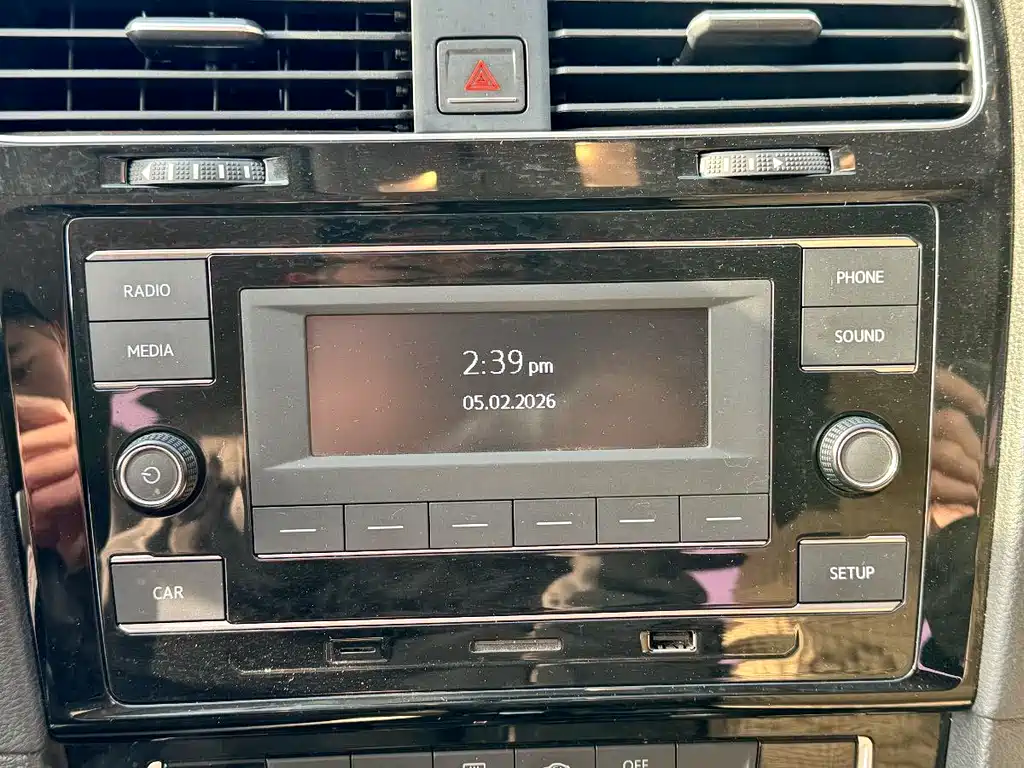 RADIO
PHONE
MEDIA
SOUND
2:39 pm
05.02.2026
CAR
SETUP
OFF